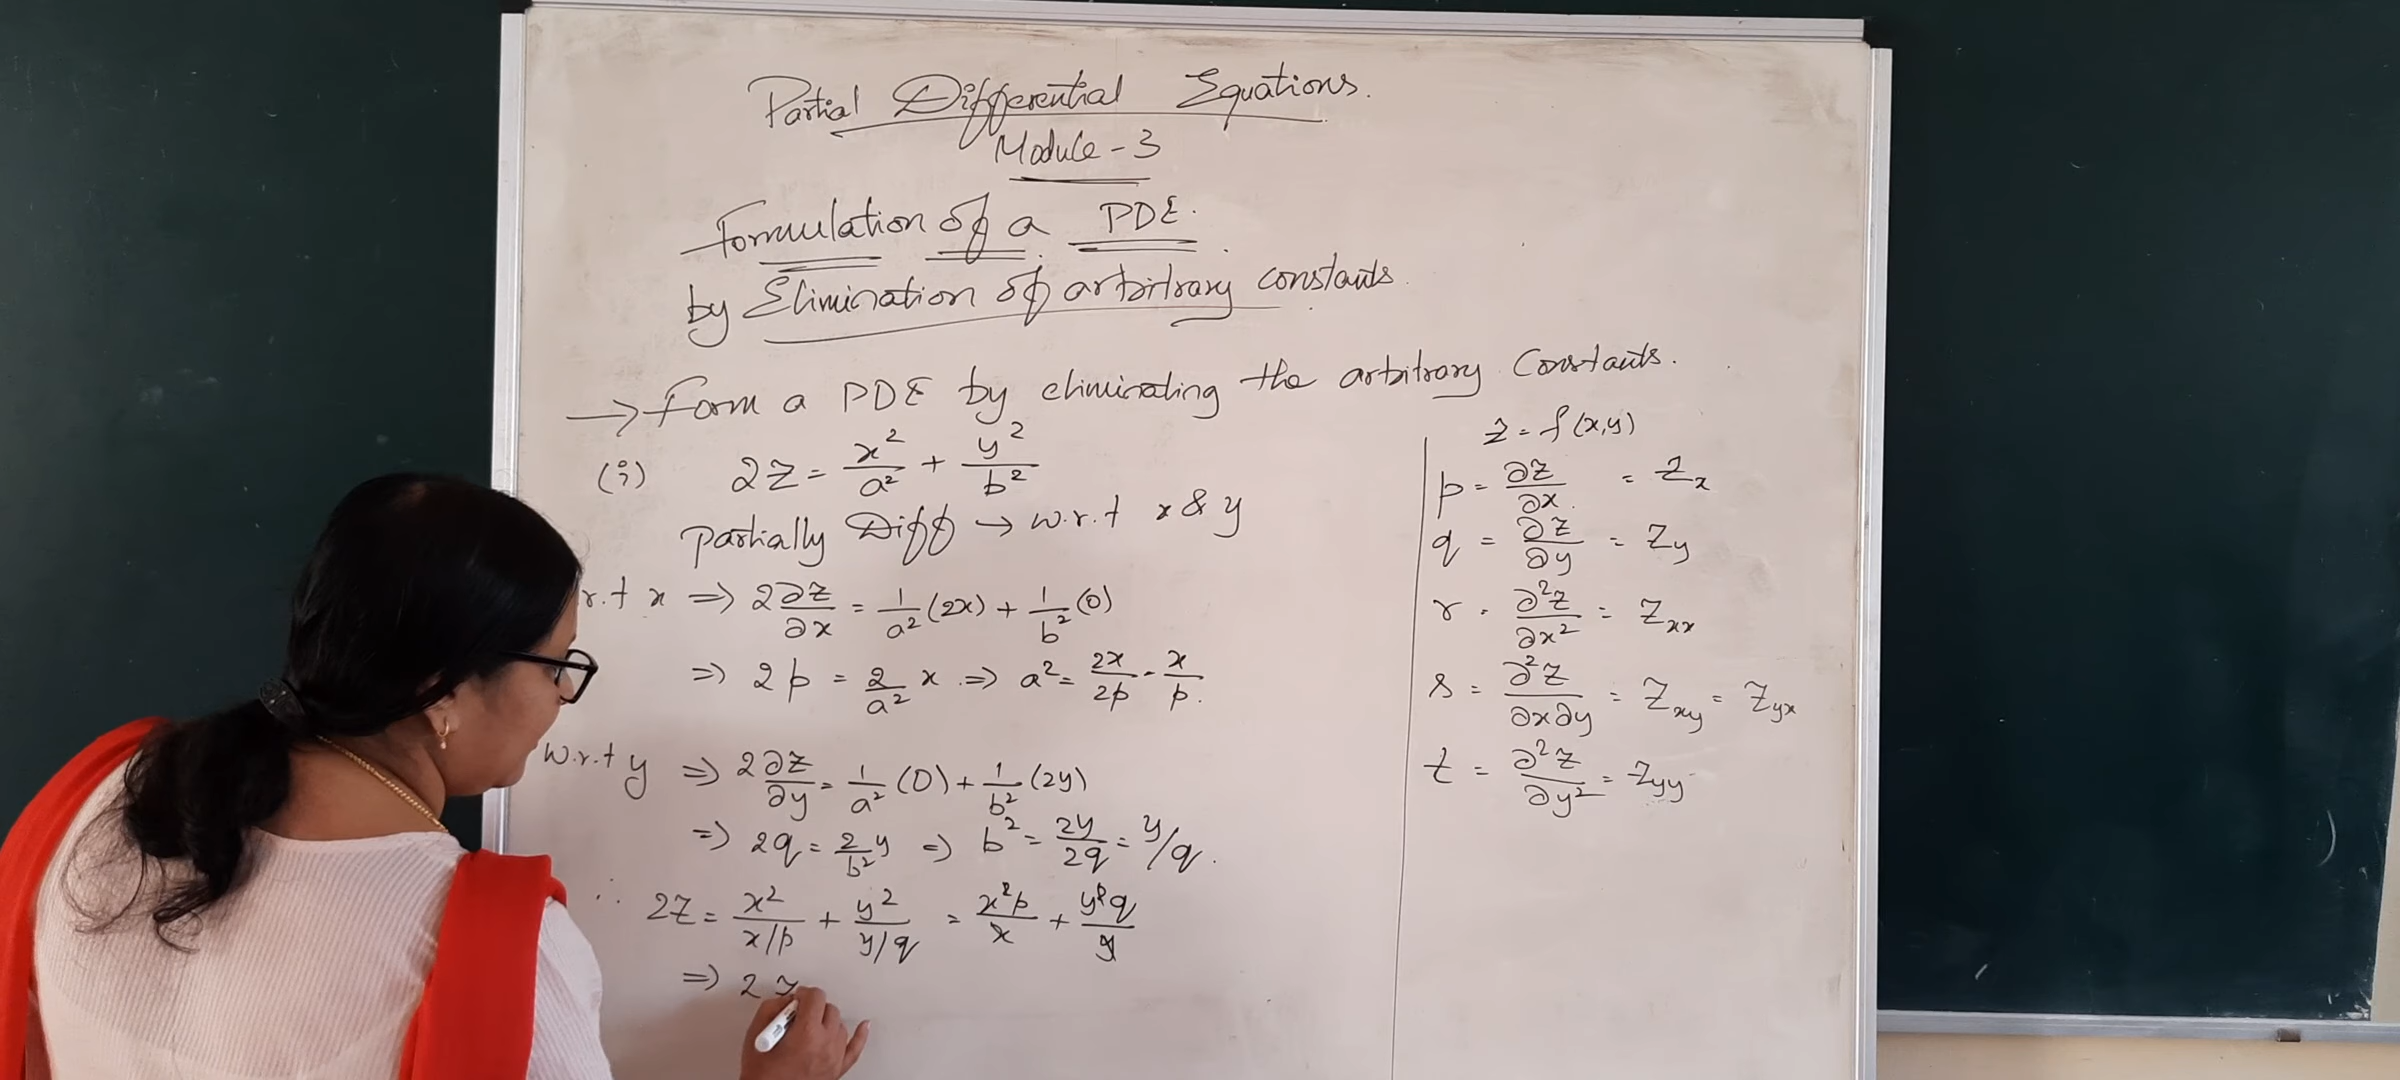 Partial Differential Equations.
Module - 3
Formulation of a PDE.
by Elimination of arbitrary constants.
→ Form a PDE by eliminating the arbitrary Constants.
(i) 2z = x²/a² + y²/b²
Partially Diff → w.r.t x & y
r.t x ⇒ 2 ∂z/∂x = 1/a² (2x) + 1/b² (0)
⇒ 2p = 2/a² x ⇒ a² = 2x/2p = x/p.
w.r.t y ⇒ 2 ∂z/∂y = 1/a² (0) + 1/b² (2y)
⇒ 2q = 2/b² y ⇒ b² = 2y/2q = y/q.
∴ 2z = x²/(x/p) + y²/(y/q) = x²p/x + y²q/y
⇒ 2z
z = f(x,y)
p = ∂z/∂x = Zx
q = ∂z/∂y = Zy
r = ∂²z/∂x² = Zxx
s = ∂²z/∂x∂y = Zxy = Zyx
t = ∂²z/∂y² = Zyy